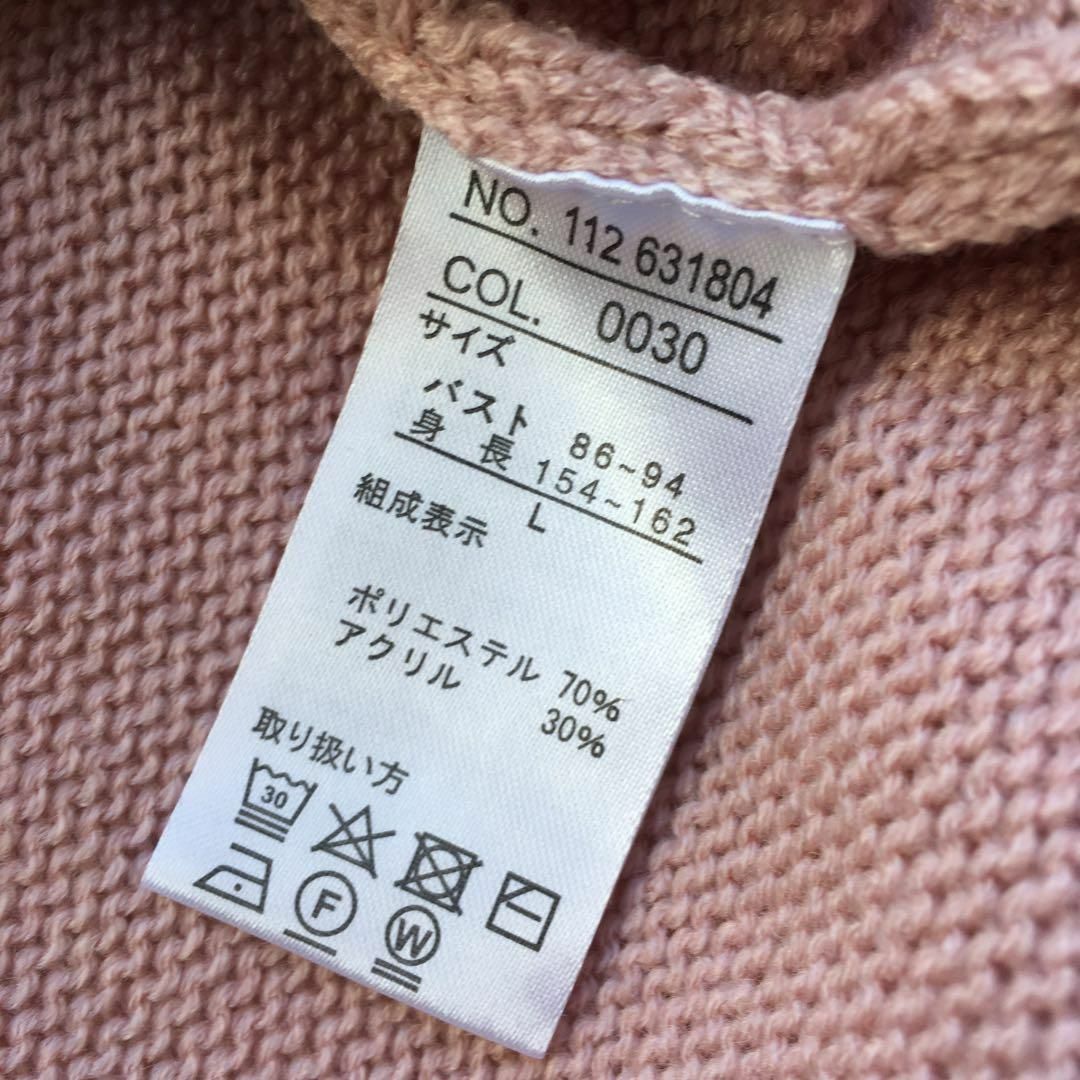 NO. 112 631804
COL. 0030
サイズ
バスト 86~94
身 長 154~162
L
組成表示
ポリエステル 70%
アクリル 30%
取り扱い方
30
F
W